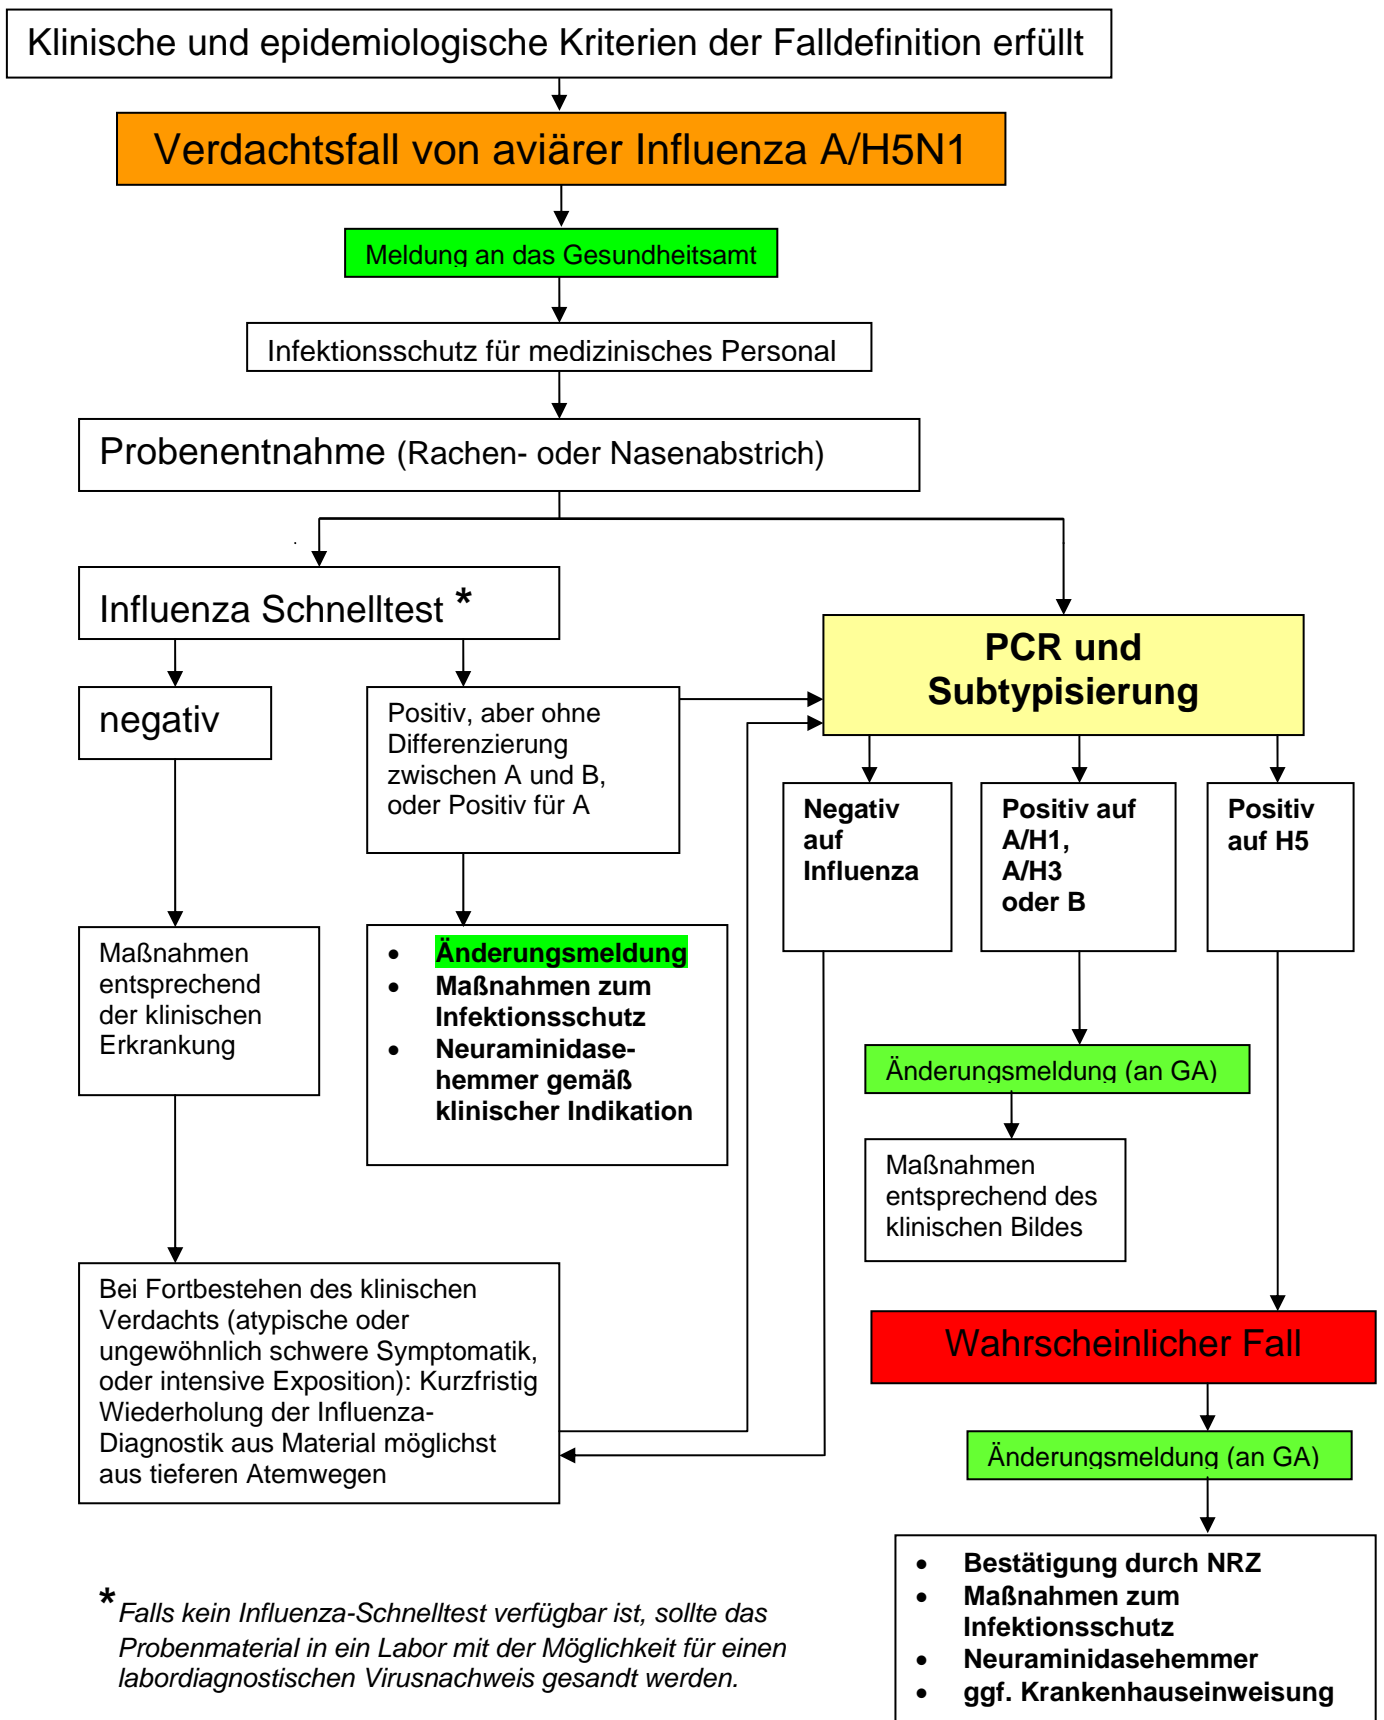 Klinische und epidemiologische Kriterien der Falldefinition erfüllt
Verdachtsfall von aviärer Influenza A/H5N1
Meldung an das Gesundheitsamt
Infektionsschutz für medizinisches Personal
Probenentnahme (Rachen- oder Nasenabstrich)
Influenza Schnelltest *
PCR und
Subtypisierung
negativ
Positiv, aber ohne
Differenzierung
zwischen A und B,
oder Positiv für A
Negativ
auf
Influenza
Positiv auf
A/H1,
A/H3
oder B
Positiv
auf H5
Maßnahmen
entsprechend
der klinischen
Erkrankung
• Änderungsmeldung
• Maßnahmen zum
Infektionsschutz
• Neuraminidase-
hemmer gemäß
klinischer Indikation
Änderungsmeldung (an GA)
Maßnahmen
entsprechend des
klinischen Bildes
Bei Fortbestehen des klinischen
Verdachts (atypische oder
ungewöhnlich schwere Symptomatik,
oder intensive Exposition): Kurzfristig
Wiederholung der Influenza-
Diagnostik aus Material möglichst
aus tieferen Atemwegen
Wahrscheinlicher Fall
Änderungsmeldung (an GA)
• Bestätigung durch NRZ
• Maßnahmen zum
Infektionsschutz
• Neuraminidasehemmer
• ggf. Krankenhauseinweisung
* Falls kein Influenza-Schnelltest verfügbar ist, sollte das
Probenmaterial in ein Labor mit der Möglichkeit für einen
labordiagnostischen Virusnachweis gesandt werden.